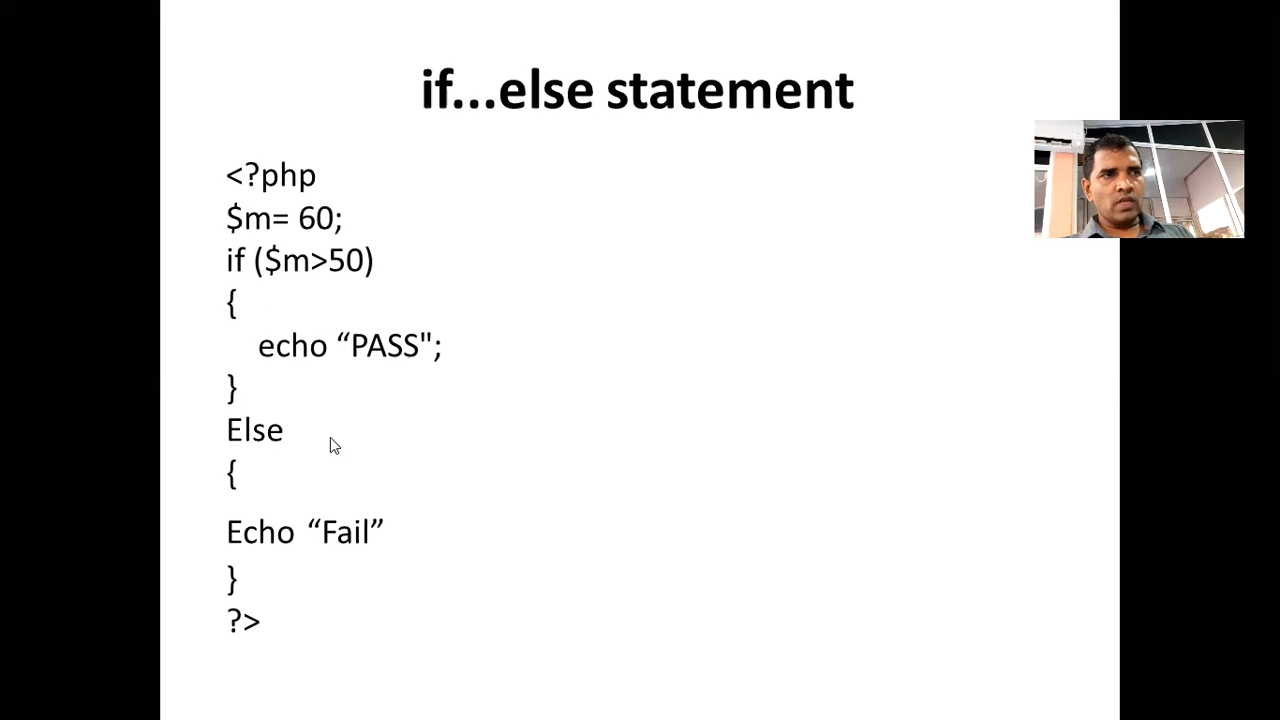 if...else statement
<?php
$m= 60;
if ($m>50)
{
echo “PASS";
}
Else
{
Echo “Fail”
}
?>